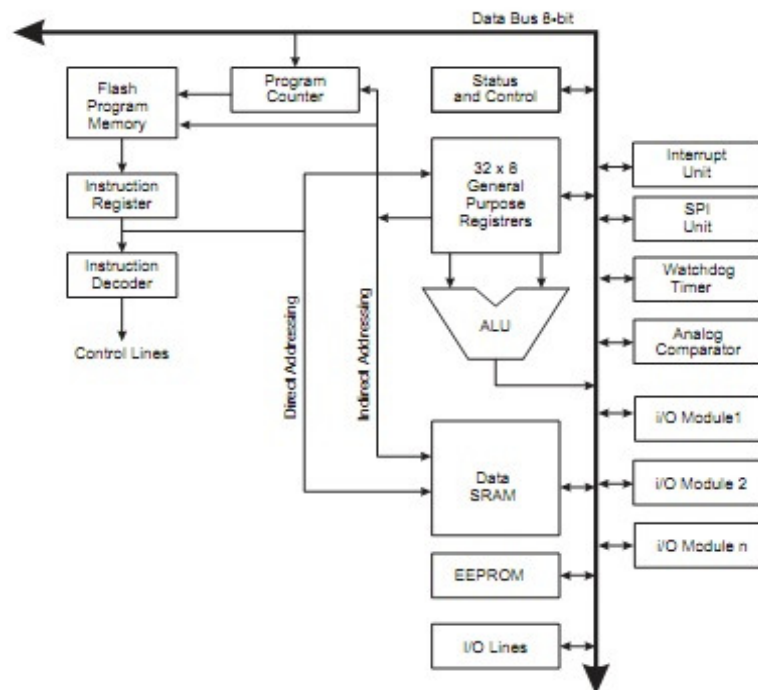 Data Bus 8-bit
Flash
Program
Memory
Program
Counter
Status
and Control
Instruction
Register
32 x 8
General
Purpose
Registrers
Interrupt
Unit
SPI
Unit
Instruction
Decoder
Watchdog
Timer
ALU
Control Lines
Direct Addressing
Indirect Addressing
Analog
Comparator
i/O Module1
Data
SRAM
i/O Module 2
i/O Module n
EEPROM
I/O Lines